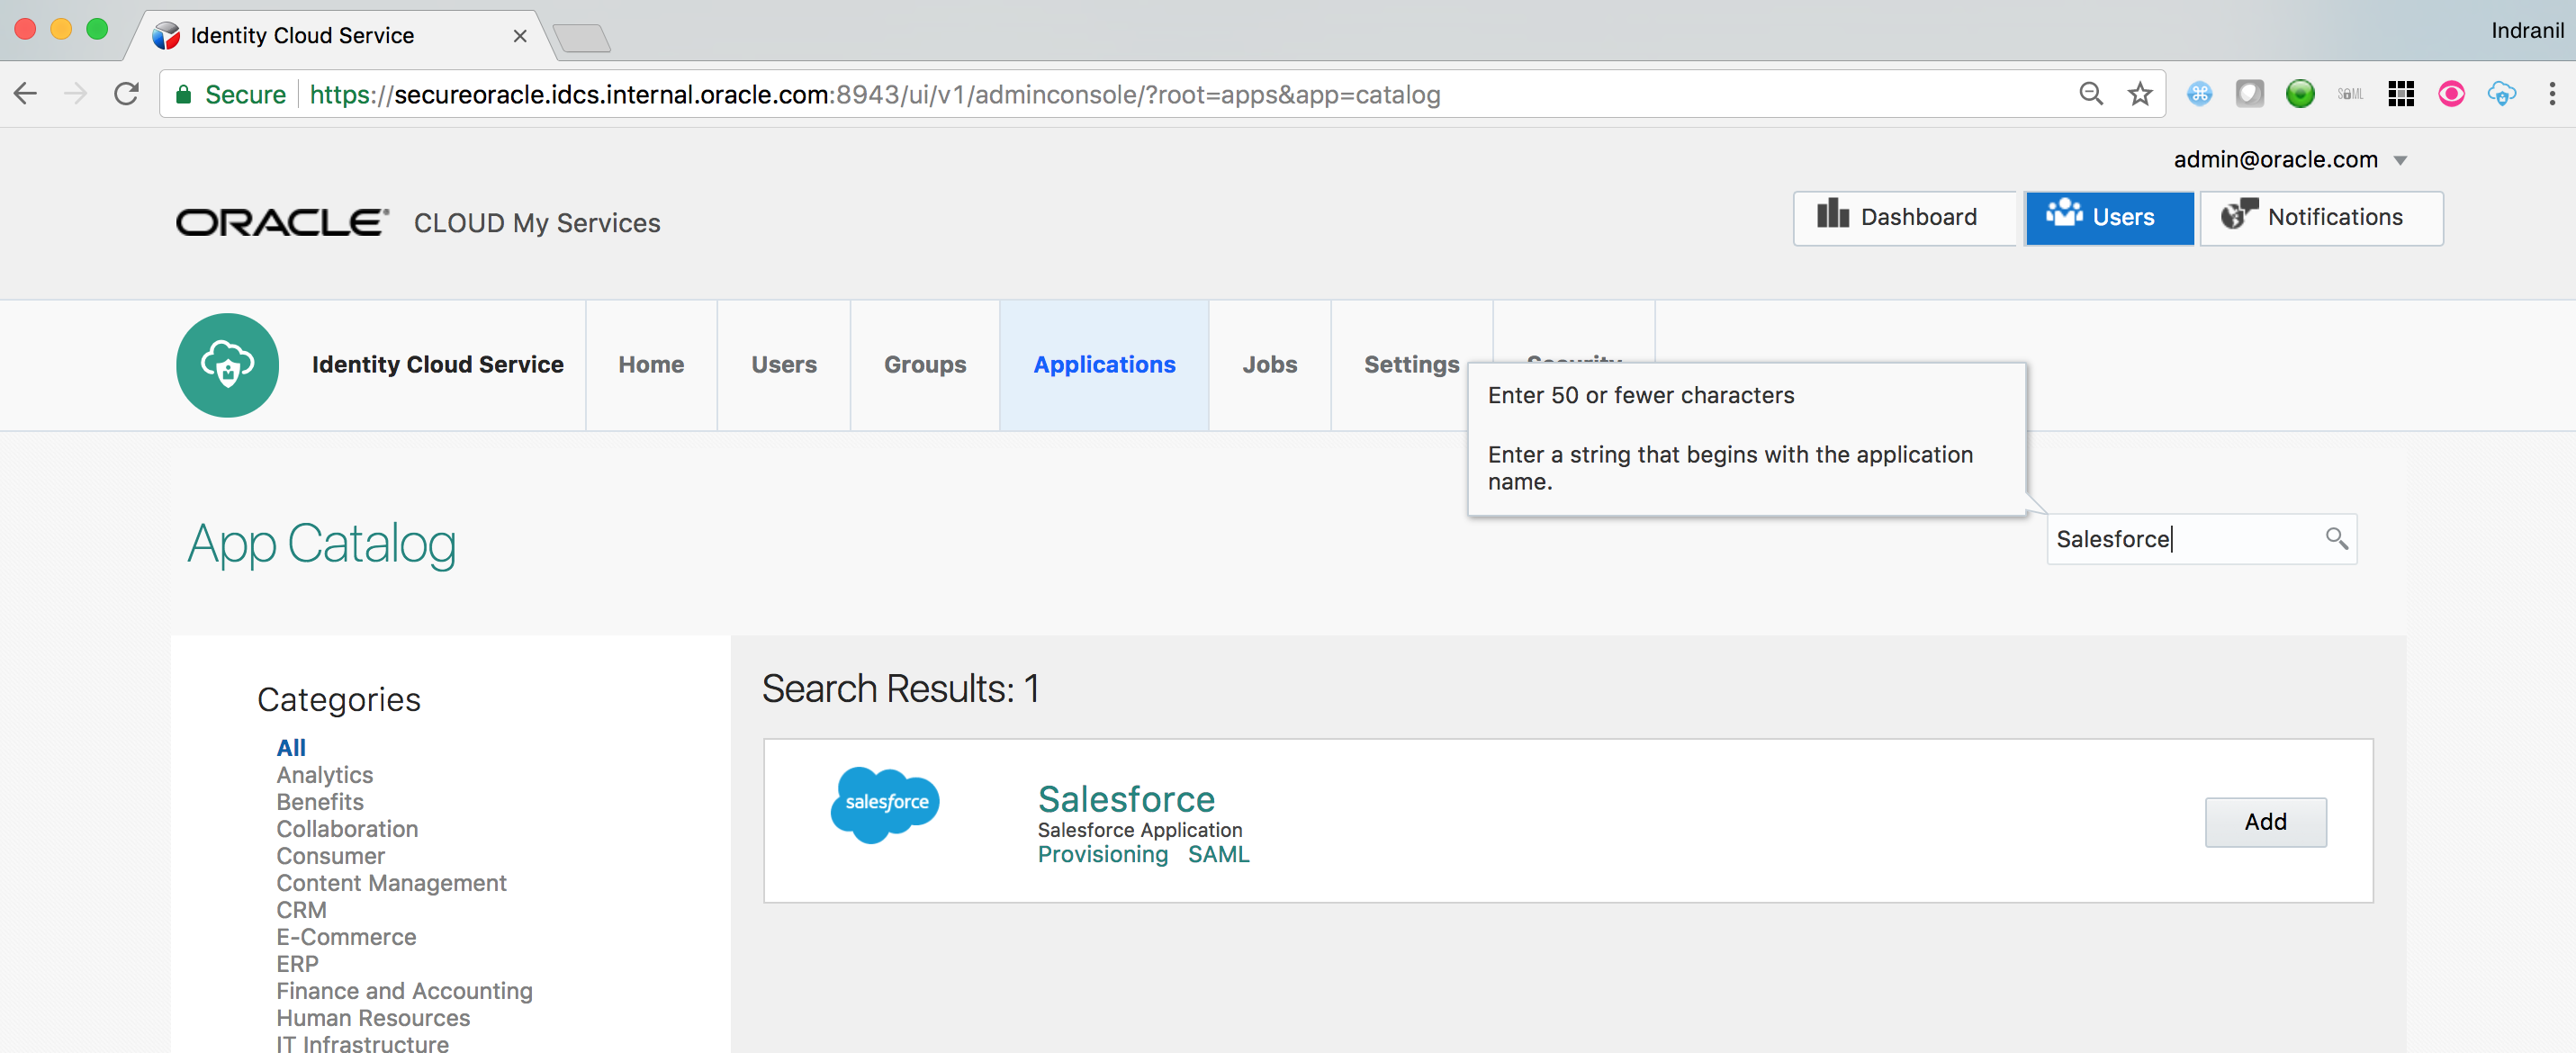 Identity Cloud Service
Indranil
Secure https://secureoracle.idcs.internal.oracle.com:8943/ui/v1/adminconsole/?root=apps&app=catalog
SAML
admin@oracle.com
ORACLE CLOUD My Services
Dashboard
Users
Notifications
Identity Cloud Service
Home
Users
Groups
Applications
Jobs
Settings
Security
Enter 50 or fewer characters
Enter a string that begins with the application
name.
App Catalog
Salesforce
Categories
All
Analytics
Benefits
Collaboration
Consumer
Content Management
CRM
E-Commerce
ERP
Finance and Accounting
Human Resources
IT Infrastructure
Search Results: 1
salesforce
Salesforce
Salesforce Application
Provisioning SAML
Add